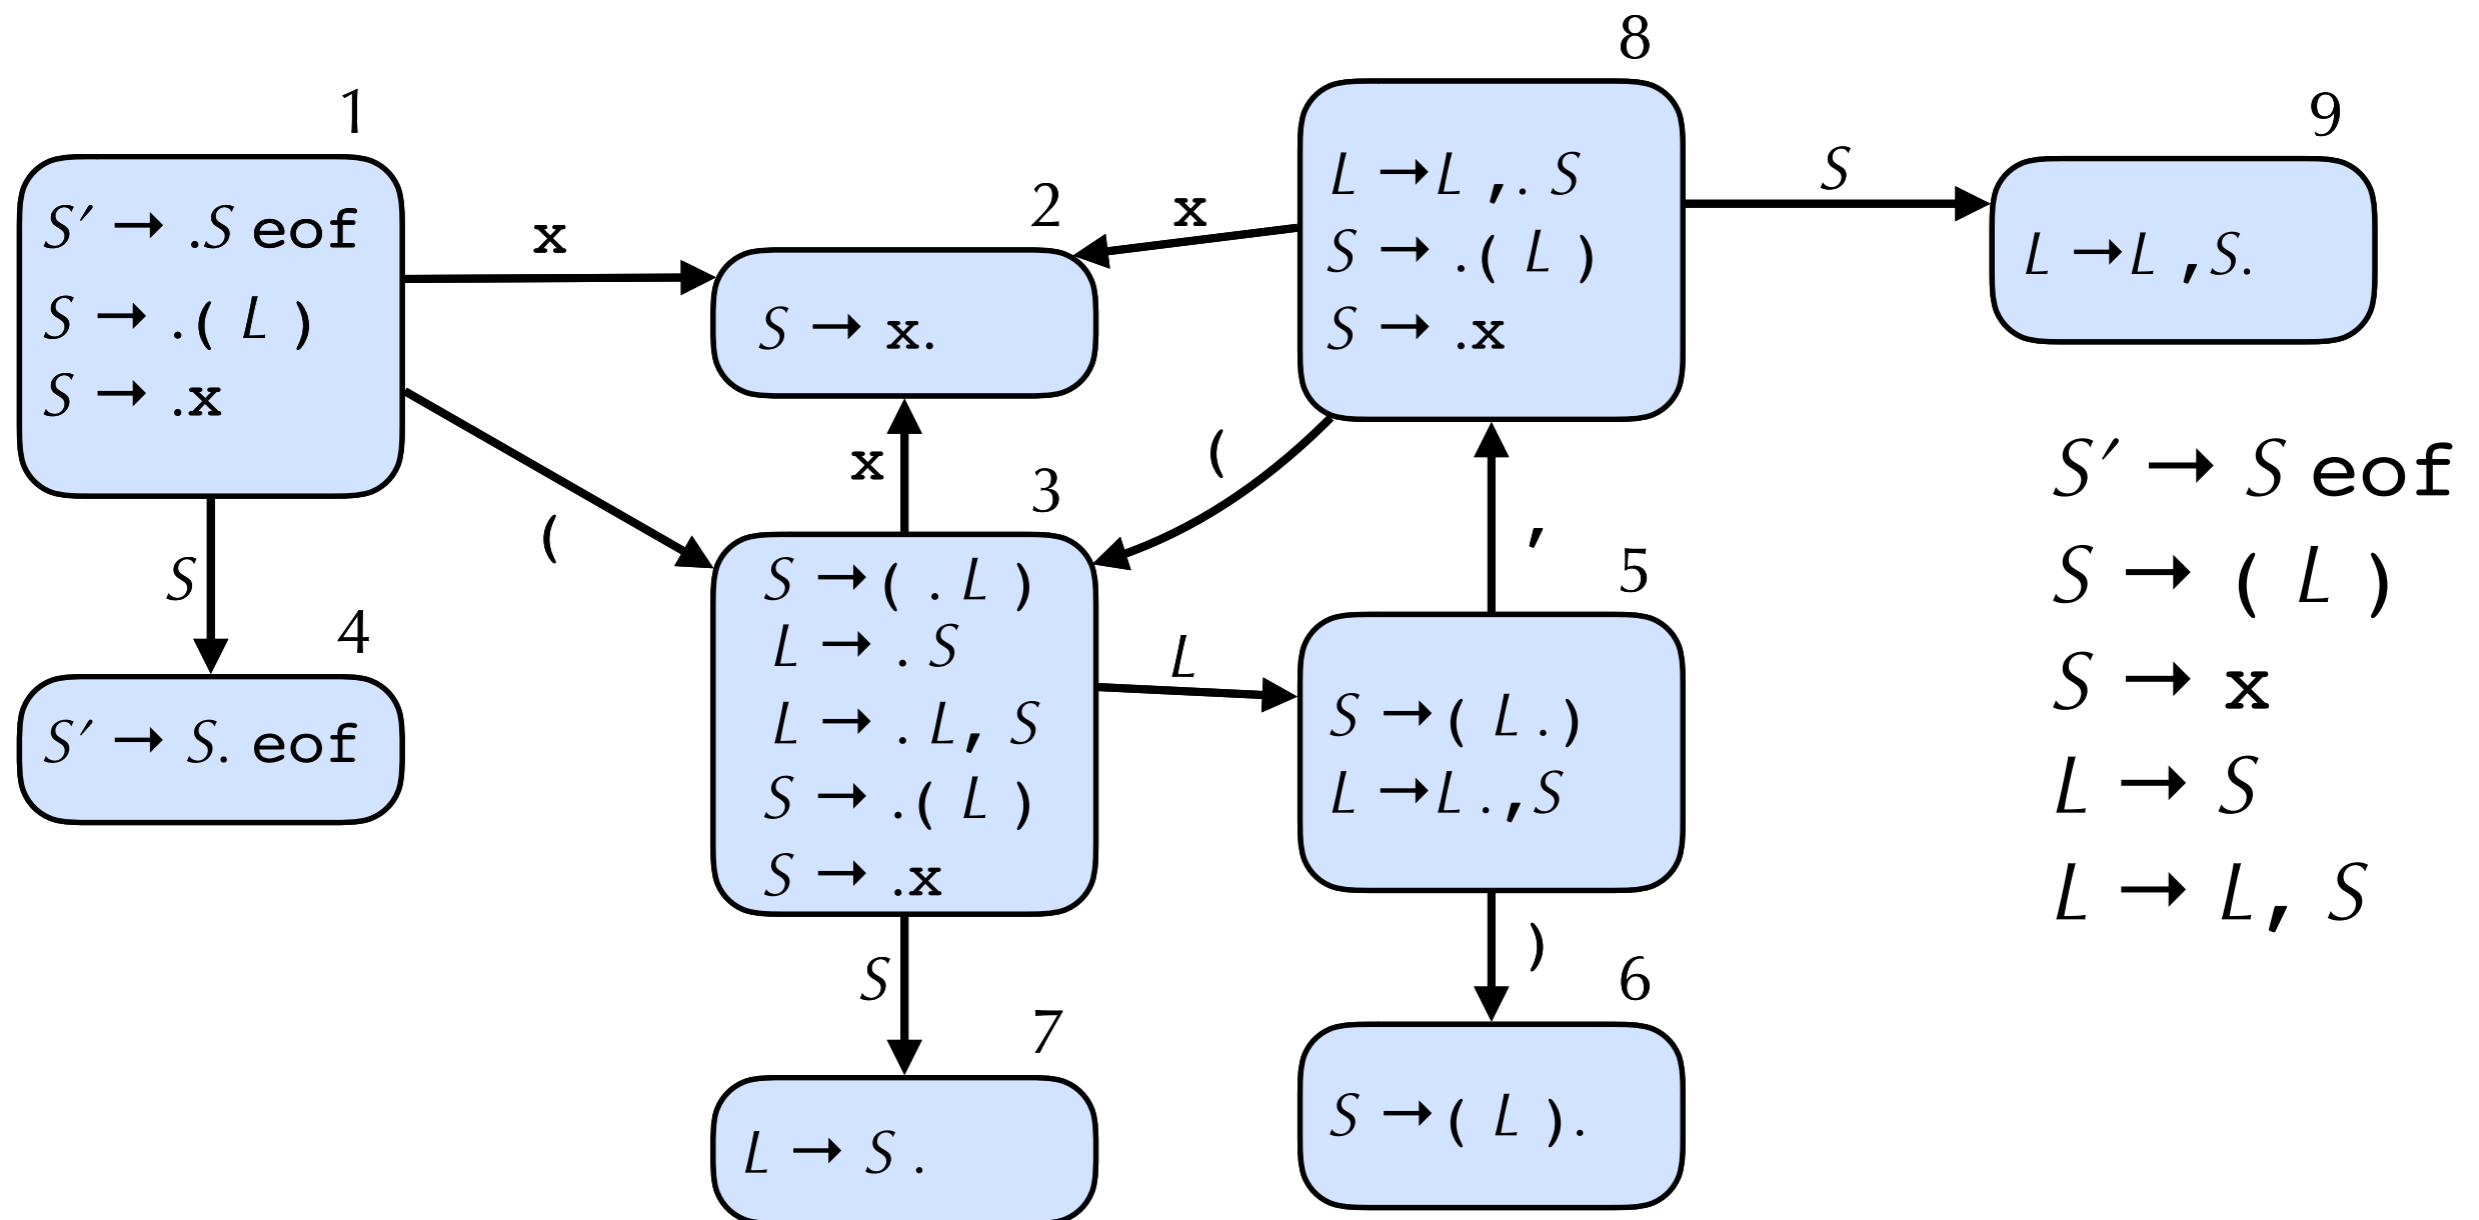 1
S′ → .S eof
S → .( L )
S → .x
x
(
S
4
S′ → S. eof
2
S → x.
x
3
S →( . L )
L → . S
L → . L, S
S → .( L )
S → .x
S
7
L → S .
8
L →L ,. S
S → .( L )
S → .x
x
(
L
,
5
S →( L .)
L →L .,S
)
6
S →( L ).
S
9
L →L ,S.
S′ → S eof
S → ( L )
S → x
L → S
L → L, S